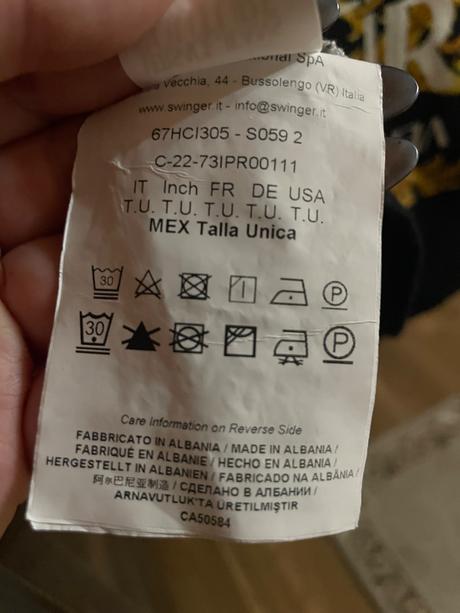 SpA
Vecchia, 44 - Bussolengo (VR) Italia
www.swinger.it - info@swinger.it
67HCI305 - S059 2
C-22-73IPR00111
IT Inch FR DE USA
T.U. T.U. T.U. T.U. T.U.
MEX Talla Unica
30 P
30 P
Care Information on Reverse Side
FABBRICATO IN ALBANIA / MADE IN ALBANIA /
FABRIQUÉ EN ALBANIE / HECHO EN ALBANIA /
HERGESTELLT IN ALBANIEN / FABRICADO NA ALBÂNIA /
阿尔巴尼亚制造 / СДЕЛАНО В АЛБАНИИ /
ARNAVUTLUK'TA ÜRETILMIŞTIR
CA50584